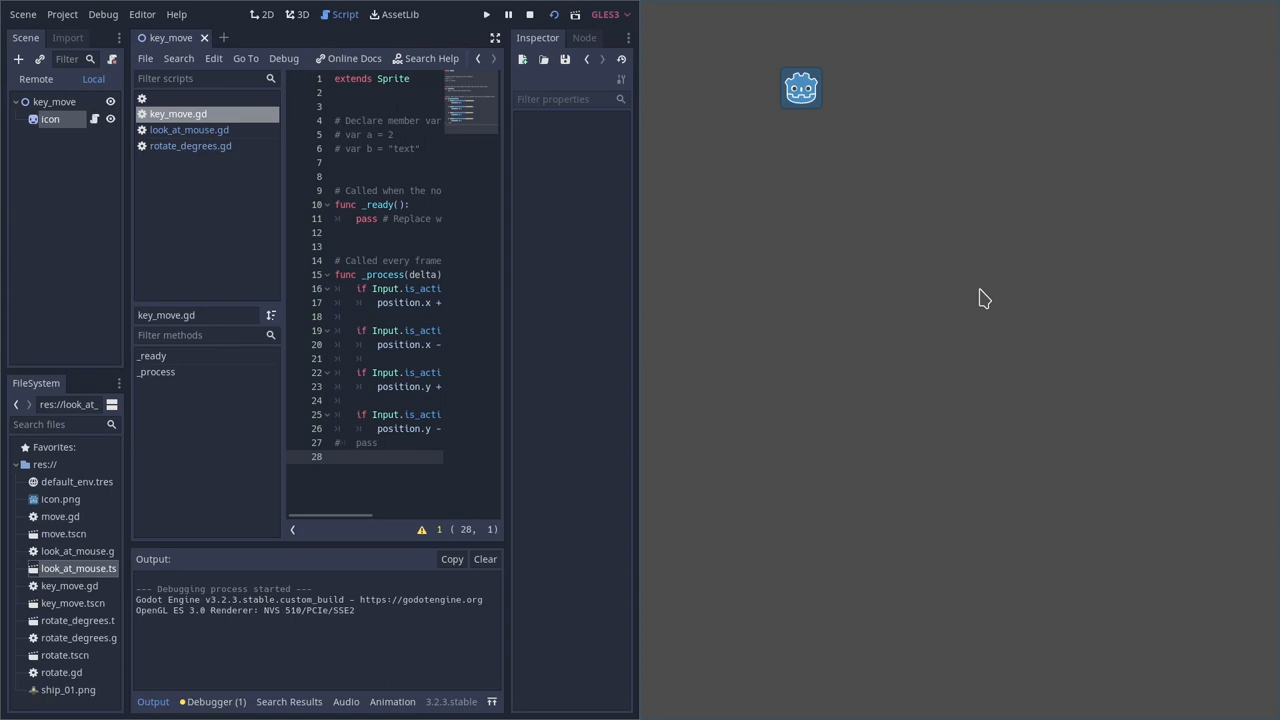 Scene Project Debug Editor Help
2D 3D Script AssetLib
GLES3
Scene Import
Filter
Remote Local
key_move
icon
FileSystem
res://look_at_
Search files
Favorites:
res://
default_env.tres
icon.png
move.gd
move.tscn
look_at_mouse.g
look_at_mouse.ts
key_move.gd
key_move.tscn
rotate_degrees.t
rotate_degrees.g
rotate.tscn
rotate.gd
ship_01.png
key_move
File Search Edit Go To Debug Online Docs Search Help
Filter scripts
key_move.gd
look_at_mouse.gd
rotate_degrees.gd
key_move.gd
Filter methods
_ready
_process
1 extends Sprite
2
3
4 # Declare member var
5 # var a = 2
6 # var b = "text"
7
8
9 # Called when the no
10 func _ready():
11 pass # Replace w
12
13
14 # Called every frame
15 func _process(delta)
16 if Input.is_acti
17 position.x +
18
19 if Input.is_acti
20 position.x -
21
22 if Input.is_acti
23 position.y +
24
25 if Input.is_acti
26 position.y -
27 # pass
28
1 ( 28, 1)
Output: Copy Clear
--- Debugging process started ---
Godot Engine v3.2.3.stable.custom_build - https://godotengine.org
OpenGL ES 3.0 Renderer: NVS 510/PCIe/SSE2
Output Debugger (1) Search Results Audio Animation 3.2.3.stable
Inspector Node
Filter properties